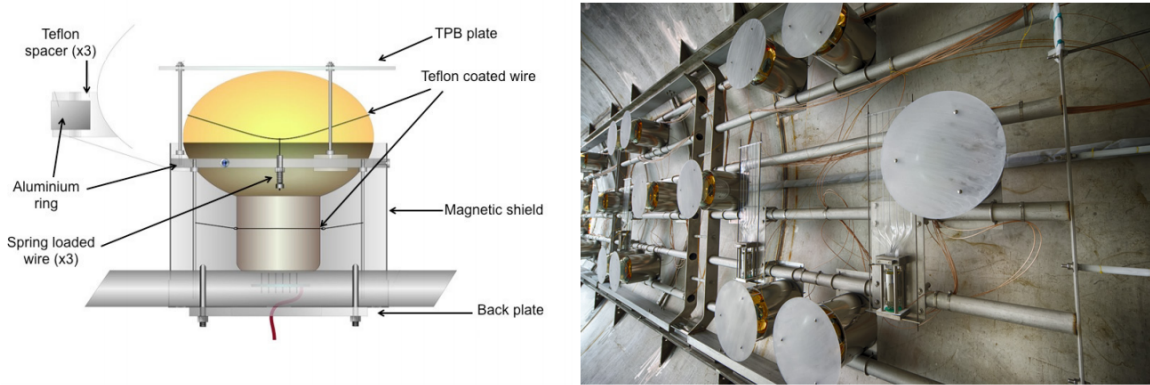 Teflon
spacer (x3)
TPB plate
Teflon coated wire
Aluminium
ring
Magnetic shield
Spring loaded
wire (x3)
Back plate